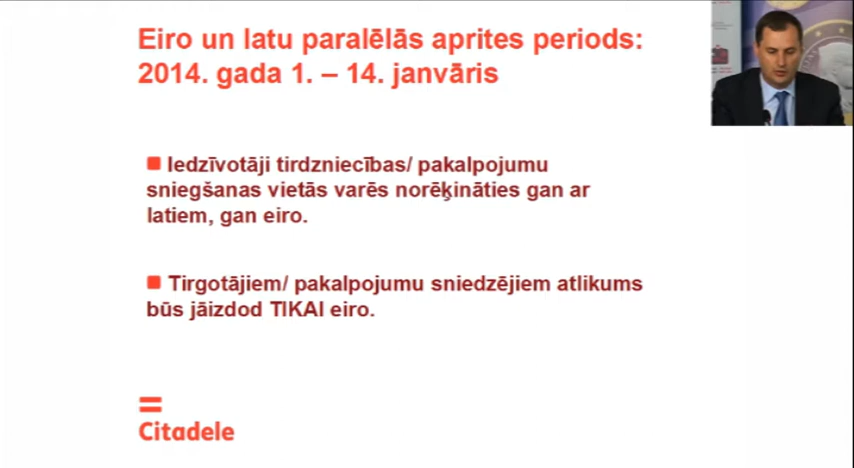 Eiro un latu paralēlās aprites periods:
2014. gada 1. – 14. janvāris
Iedzīvotāji tirdzniecības/ pakalpojumu
sniegšanas vietās varēs norēķināties gan ar
latiem, gan eiro.
Tirgotājiem/ pakalpojumu sniedzējiem atlikums
būs jāizdod TIKAI eiro.
Citadele